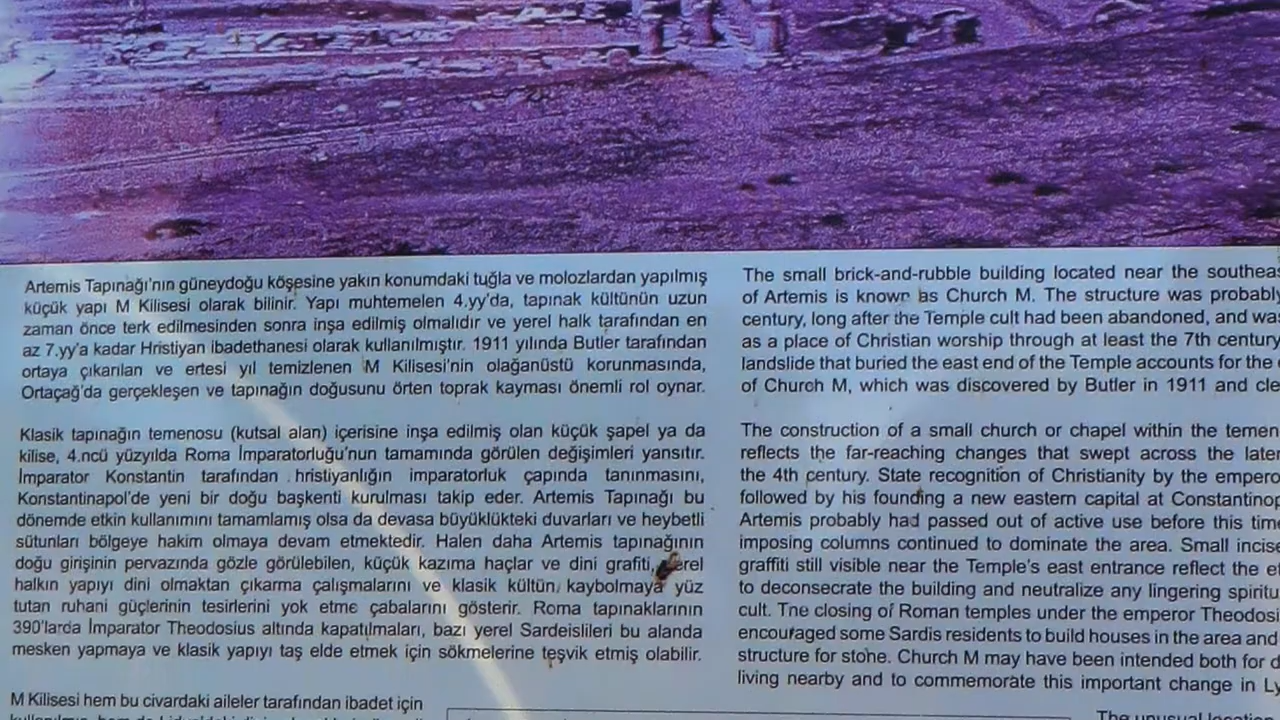 Artemis Tapınağı'nın güneydoğu köşesine yakın konumdaki tuğla ve molozlardan yapılmış
küçük yapı M Kilisesi olarak bilinir. Yapı muhtemelen 4.yy'da, tapınak kültünün uzun
zaman önce terk edilmesinden sonra inşa edilmiş olmalıdır ve yerel halk tarafından en
az 7.yy'a kadar Hristiyan ibadethanesi olarak kullanılmıştır. 1911 yılında Butler tarafından
ortaya çıkarılan ve ertesi yıl temizlenen M Kilisesi'nin olağanüstü korunmasında,
Ortaçağ'da gerçekleşen ve tapınağın doğusunu örten toprak kayması önemli rol oynar.
Klasik tapınağın temenosu (kutsal alan) içerisine inşa edilmiş olan küçük şapel ya da
kilise, 4.ncü yüzyılda Roma İmparatorluğu'nun tamamında görülen değişimleri yansıtır.
İmparator Konstantin tarafından hristiyanlığın imparatorluk çapında tanınmasını,
Konstantinapol'de yeni bir doğu başkenti kurulması takip eder. Artemis Tapınağı bu
dönemde etkin kullanımını tamamlamış olsa da devasa büyüklükteki duvarları ve heybetli
sütunları bölgeye hakim olmaya devam etmektedir. Halen daha Artemis tapınağının
doğu girişinin pervazında gözle görülebilen, küçük kazıma haçlar ve dini grafiti
halkın yapıyı dini olmaktan çıkarma çalışmalarını ve klasik kültün kaybolmaya yüz
tutan ruhani güçlerinin tesirlerini yok etme çabalarını gösterir. Roma tapınaklarının
390'larda İmparator Theodosius altında kapatılmaları, bazı yerel Sardeislileri bu alanda
mesken yapmaya ve klasik yapıyı taş elde etmek için sökmelerine teşvik etmiş olabilir.
M Kilisesi hem bu civardaki aileler tarafından ibadet için
The small brick-and-rubble building located near the southeas
of Artemis is known as Church M. The structure was probably
century, long after the Temple cult had been abandoned, and was
as a place of Christian worship through at least the 7th century
landslide that buried the east end of the Temple accounts for the
of Church M, which was discovered by Butler in 1911 and cle
The construction of a small church or chapel within the temen
reflects the far-reaching changes that swept across the later
the 4th century. State recognition of Christianity by the empero
followed by his founding a new eastern capital at Constantinop
Artemis probably had passed out of active use before this tim
imposing columns continued to dominate the area. Small incise
graffiti still visible near the Temple's east entrance reflect the ef
to deconsecrate the building and neutralize any lingering spiritu
cult. The closing of Roman temples under the emperor Theodosi
encouraged some Sardis residents to build houses in the area and
structure for stone. Church M may have been intended both for d
living nearby and to commemorate this important change in Ly
The unusual location